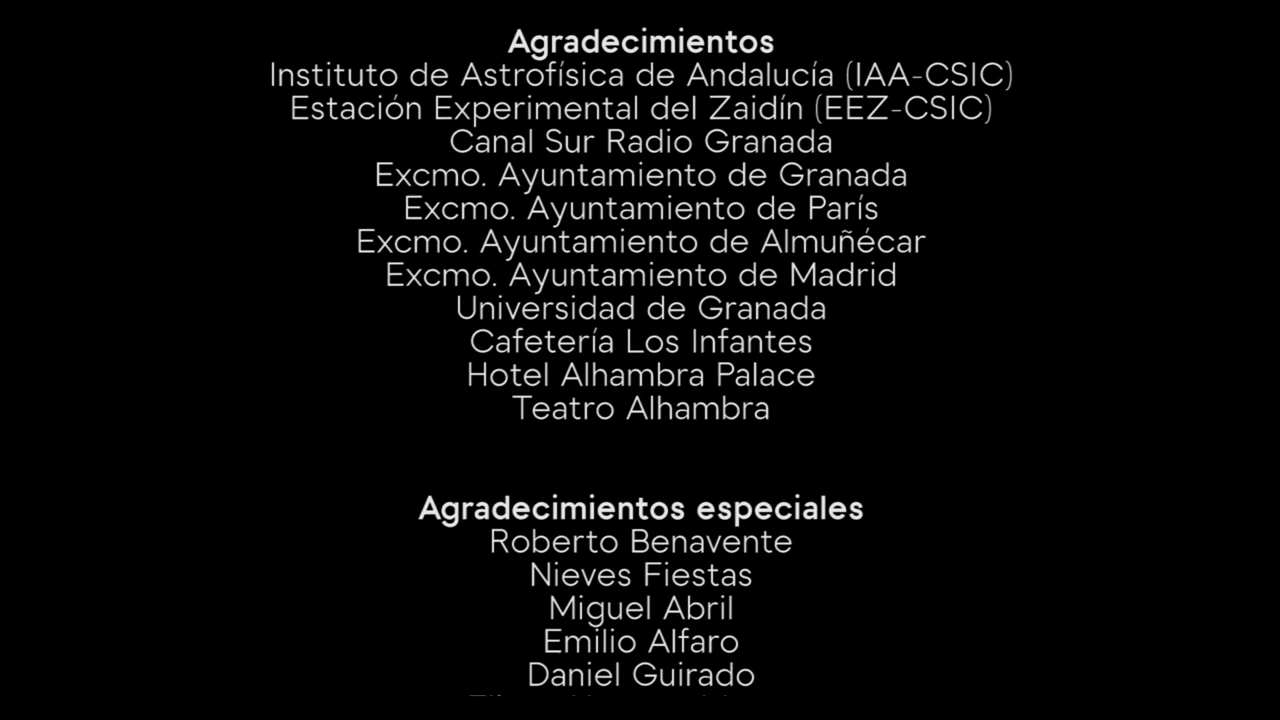 Agradecimientos
Instituto de Astrofísica de Andalucía (IAA-CSIC)
Estación Experimental del Zaidín (EEZ-CSIC)
Canal Sur Radio Granada
Excmo. Ayuntamiento de Granada
Excmo. Ayuntamiento de París
Excmo. Ayuntamiento de Almuñécar
Excmo. Ayuntamiento de Madrid
Universidad de Granada
Cafetería Los Infantes
Hotel Alhambra Palace
Teatro Alhambra
Agradecimientos especiales
Roberto Benavente
Nieves Fiestas
Miguel Abril
Emilio Alfaro
Daniel Guirado